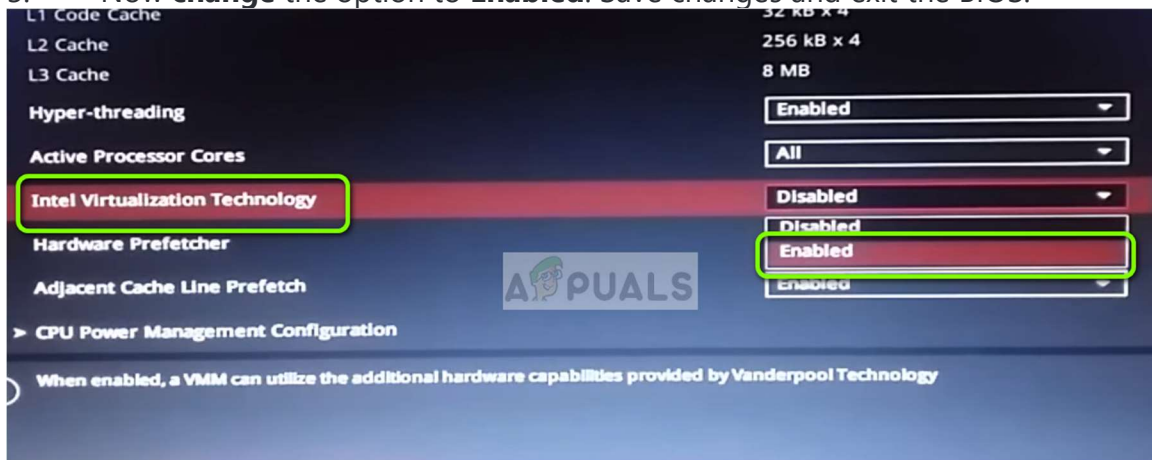 Now change the option to Enabled. Save changes and exit the BIOS.
L1 Code Cache 32 kB x 4
L2 Cache 256 kB x 4
L3 Cache 8 MB
Hyper-threading Enabled
Active Processor Cores All
Intel Virtualization Technology Disabled
Disabled
Hardware Prefetcher Enabled
Adjacent Cache Line Prefetch Enabled
APPUALS
> CPU Power Management Configuration
When enabled, a VMM can utilize the additional hardware capabilities provided by Vanderpool Technology